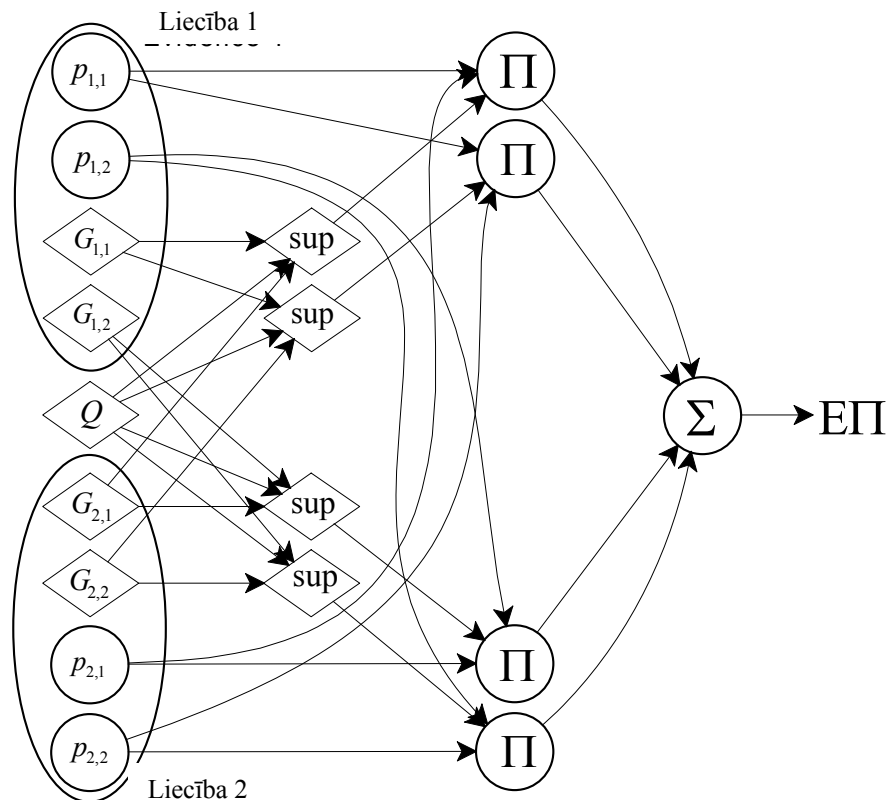 Liecība 1
p1,1
Π
p1,2
Π
G1,1
sup
G1,2
sup
Q
Σ
EΠ
G2,1
sup
G2,2
sup
p2,1
Π
p2,2
Π
Liecība 2